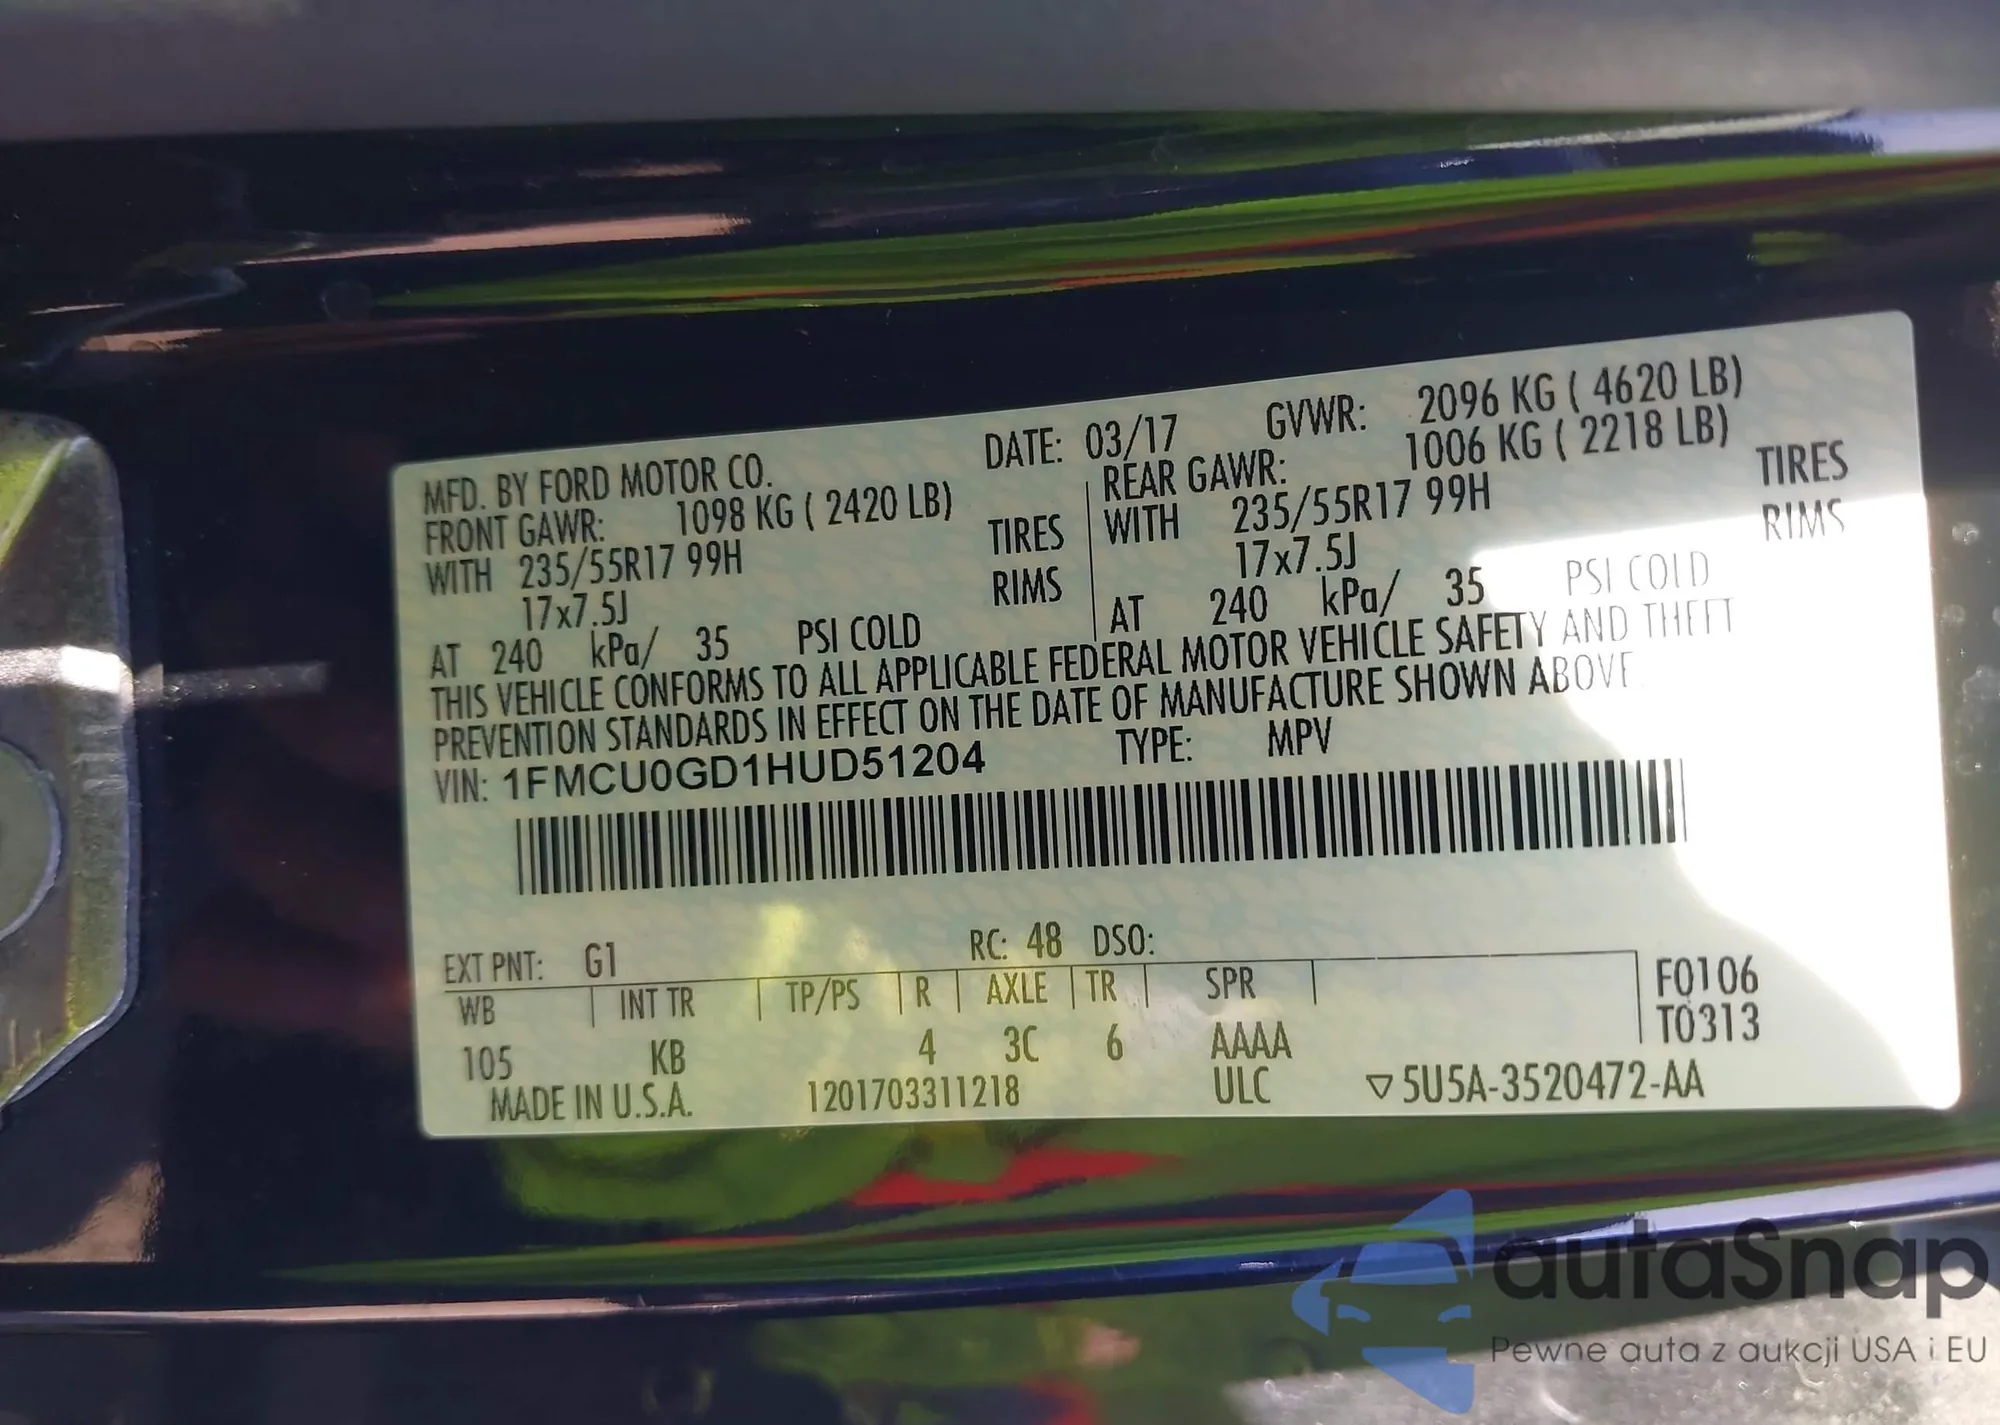 MFD. BY FORD MOTOR CO. DATE: 03/17 GVWR: 2096 KG ( 4620 LB)
FRONT GAWR: 1098 KG ( 2420 LB) REAR GAWR: 1006 KG ( 2218 LB)
WITH 235/55R17 99H TIRES WITH 235/55R17 99H TIRES
17x7.5J RIMS 17x7.5J RIMS
AT 240 kPa/ 35 PSI COLD AT 240 kPa/ 35 PSI COLD
THIS VEHICLE CONFORMS TO ALL APPLICABLE FEDERAL MOTOR VEHICLE SAFETY AND THEFT
PREVENTION STANDARDS IN EFFECT ON THE DATE OF MANUFACTURE SHOWN ABOVE.
VIN: 1FMCU0GD1HUD51204 TYPE: MPV
EXT PNT: G1 RC: 48 DSO:
WB INT TR TP/PS R AXLE TR SPR F0106
T0313
105 KB 4 3C 6 AAAA
MADE IN U.S.A. 1201703311218 ULC ▽5U5A-3520472-AA
autaSnap
Pewne auta z aukcji USA i EU